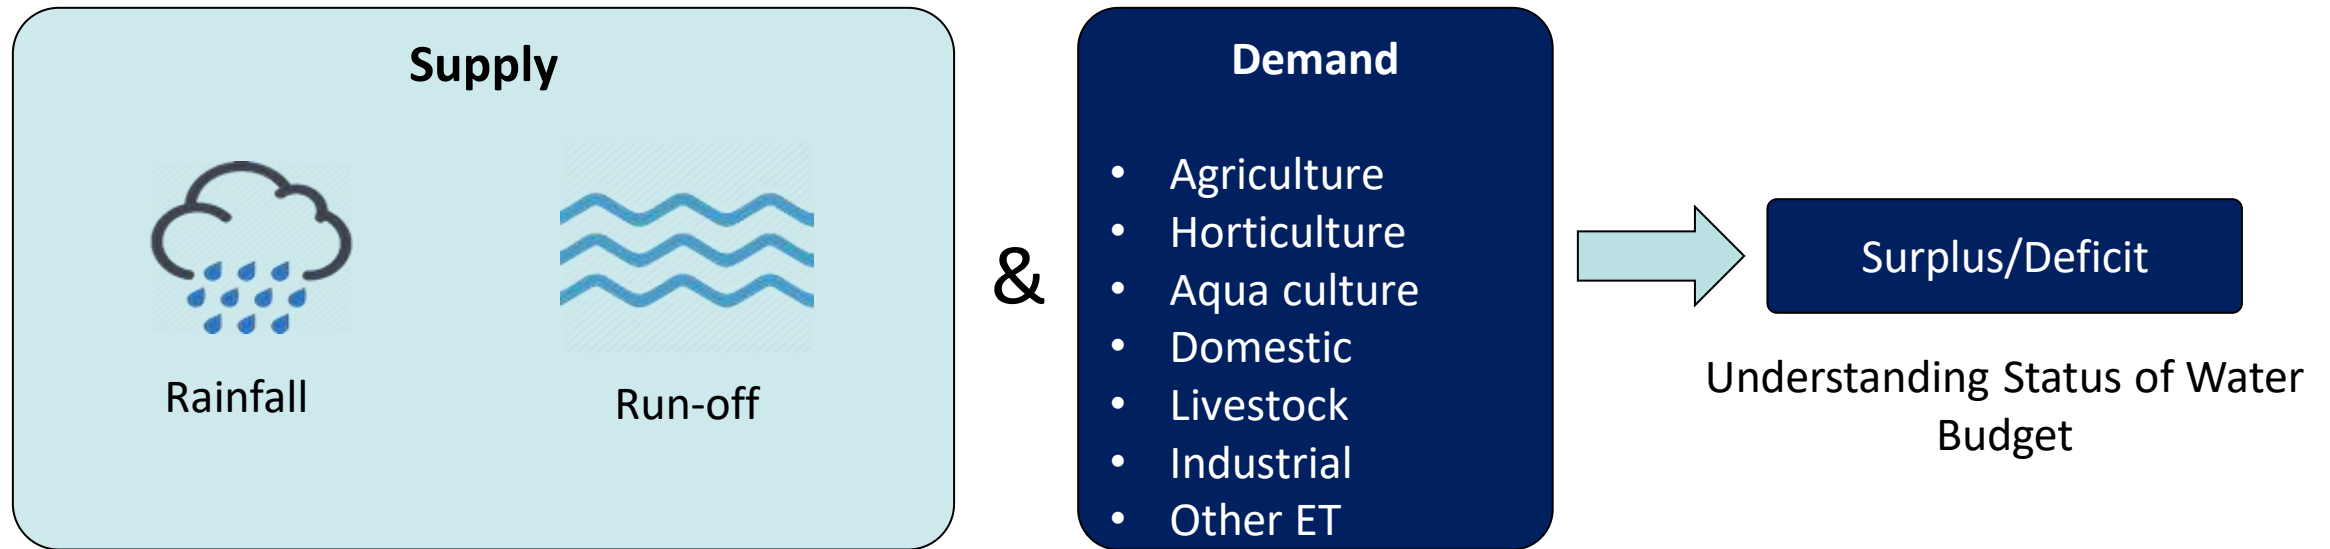 Supply
Rainfall
Run-off
&
Demand
• Agriculture
• Horticulture
• Aqua culture
• Domestic
• Livestock
• Industrial
• Other ET
Surplus/Deficit
Understanding Status of Water
Budget